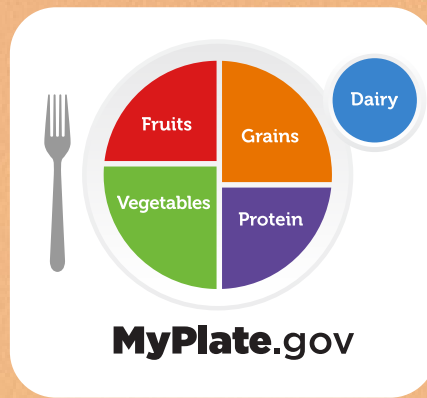 Dairy
Fruits
Grains
Vegetables
Protein
MyPlate.gov